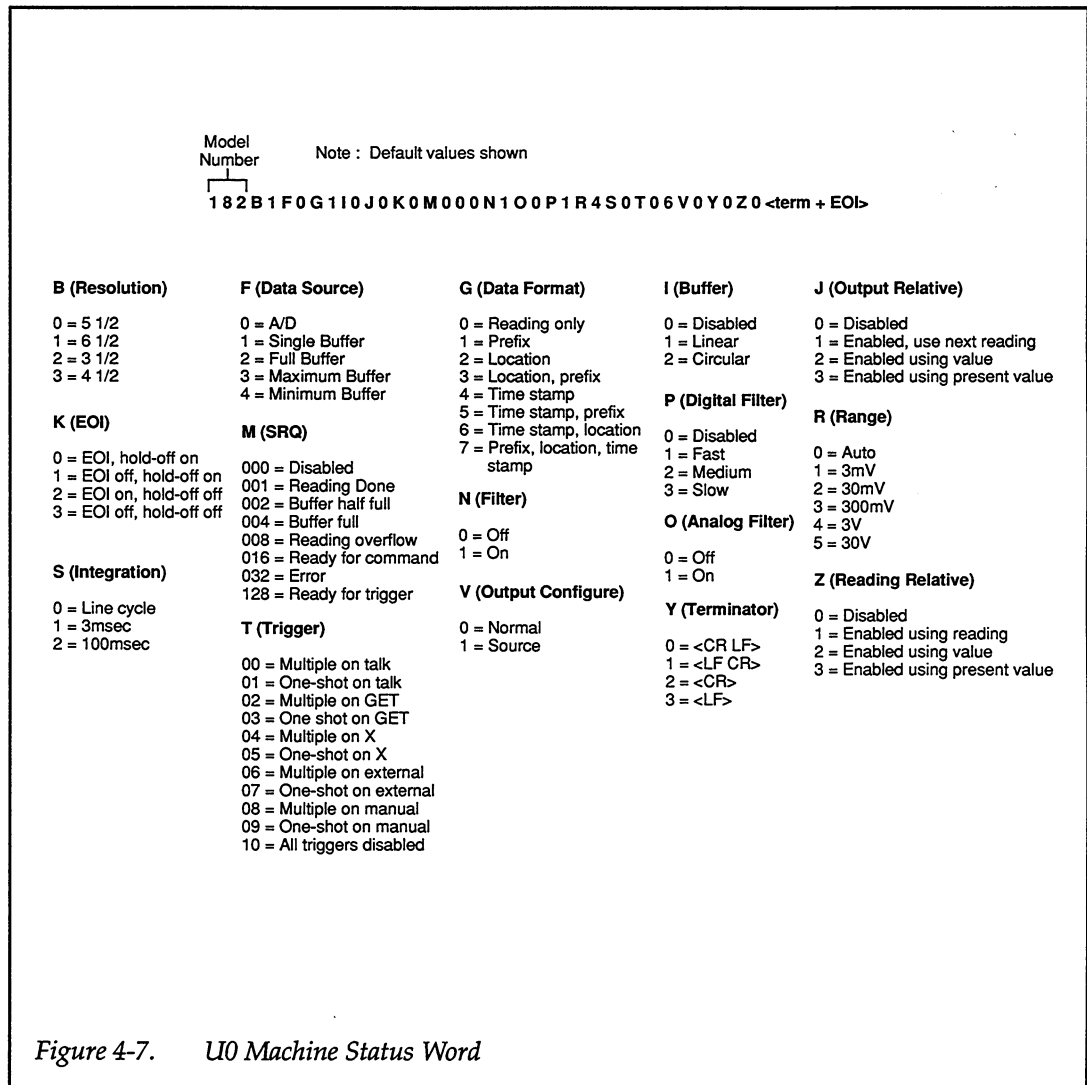 Model
Number
Note : Default values shown
1 8 2 B 1 F 0 G 1 I 0 J 0 K 0 M 0 0 0 N 1 O 0 P 1 R 4 S 0 T 0 6 V 0 Y 0 Z 0 <term + EOI>
B (Resolution)
0 = 5 1/2
1 = 6 1/2
2 = 3 1/2
3 = 4 1/2
K (EOI)
0 = EOI, hold-off on
1 = EOI off, hold-off on
2 = EOI on, hold-off off
3 = EOI off, hold-off off
S (Integration)
0 = Line cycle
1 = 3msec
2 = 100msec
F (Data Source)
0 = A/D
1 = Single Buffer
2 = Full Buffer
3 = Maximum Buffer
4 = Minimum Buffer
M (SRQ)
000 = Disabled
001 = Reading Done
002 = Buffer half full
004 = Buffer full
008 = Reading overflow
016 = Ready for command
032 = Error
128 = Ready for trigger
T (Trigger)
00 = Multiple on talk
01 = One-shot on talk
02 = Multiple on GET
03 = One shot on GET
04 = Multiple on X
05 = One-shot on X
06 = Multiple on external
07 = One-shot on external
08 = Multiple on manual
09 = One-shot on manual
10 = All triggers disabled
G (Data Format)
0 = Reading only
1 = Prefix
2 = Location
3 = Location, prefix
4 = Time stamp
5 = Time stamp, prefix
6 = Time stamp, location
7 = Prefix, location, time
stamp
N (Filter)
0 = Off
1 = On
V (Output Configure)
0 = Normal
1 = Source
I (Buffer)
0 = Disabled
1 = Linear
2 = Circular
P (Digital Filter)
0 = Disabled
1 = Fast
2 = Medium
3 = Slow
O (Analog Filter)
0 = Off
1 = On
Y (Terminator)
0 = <CR LF>
1 = <LF CR>
2 = <CR>
3 = <LF>
J (Output Relative)
0 = Disabled
1 = Enabled, use next reading
2 = Enabled using value
3 = Enabled using present value
R (Range)
0 = Auto
1 = 3mV
2 = 30mV
3 = 300mV
4 = 3V
5 = 30V
Z (Reading Relative)
0 = Disabled
1 = Enabled using reading
2 = Enabled using value
3 = Enabled using present value
Figure 4-7. U0 Machine Status Word